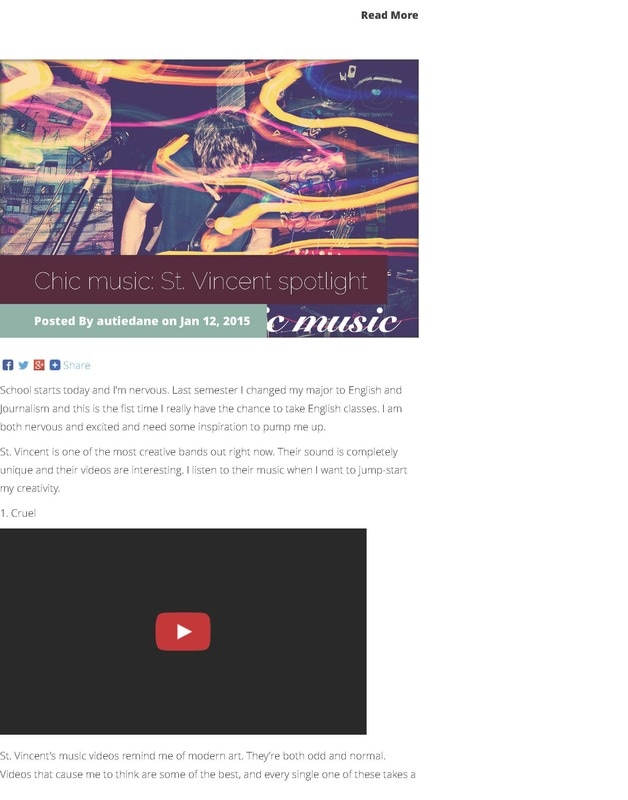 Read More
Chic music: St. Vincent spotlight
Posted By autiedane on Jan 12, 2015
c music
Share
School starts today and I'm nervous. Last semester I changed my major to English and
Journalism and this is the fist time I really have the chance to take English classes. I am
both nervous and excited and need some inspiration to pump me up.
St. Vincent is one of the most creative bands out right now. Their sound is completely
unique and their videos are interesting. I listen to their music when I want to jump-start
my creativity.
1. Cruel
St. Vincent's music videos remind me of modern art. They're both odd and normal.
Videos that cause me to think are some of the best, and every single one of these takes a